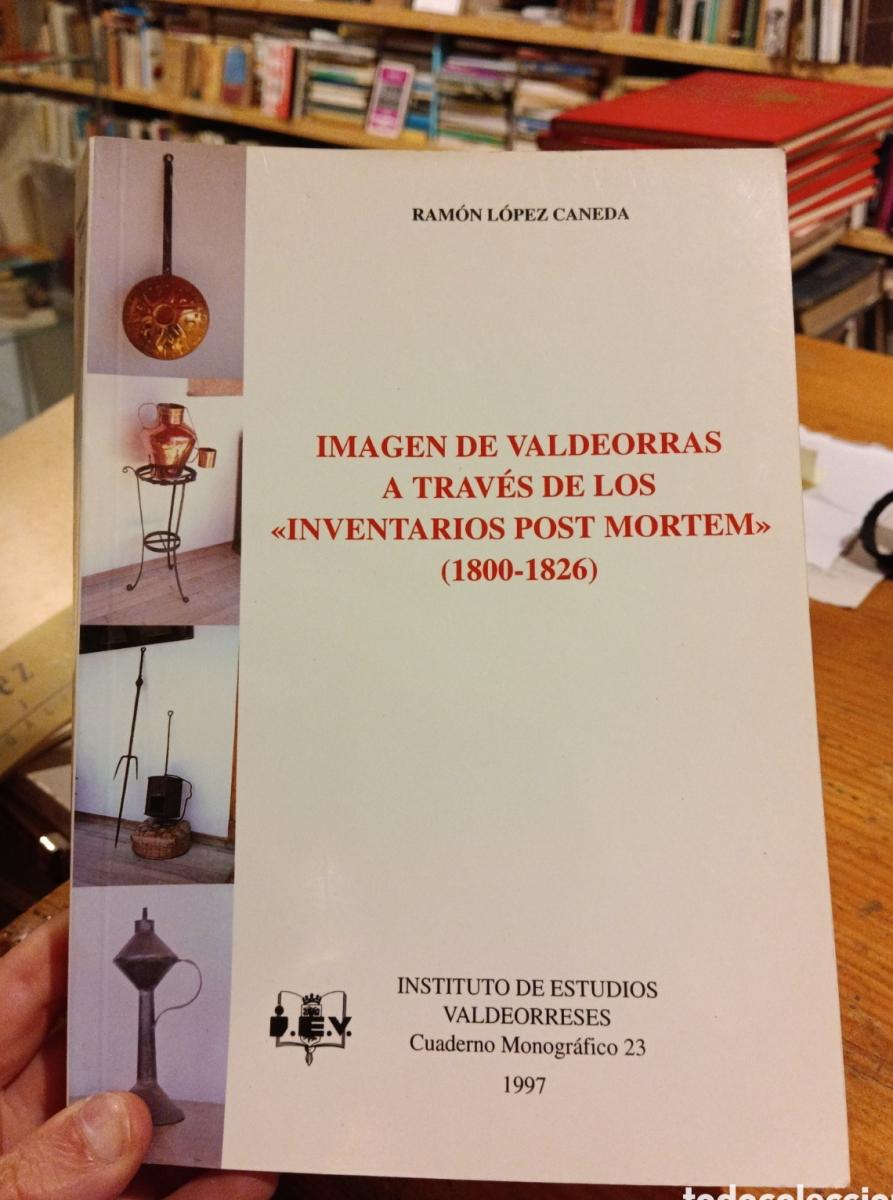 RAMÓN LÓPEZ CANEDA
IMAGEN DE VALDEORRAS
A TRAVÉS DE LOS
«INVENTARIOS POST MORTEM»
(1800-1826)
I.E.V.
INSTITUTO DE ESTUDIOS
VALDEORRESES
Cuaderno Monográfico 23
1997